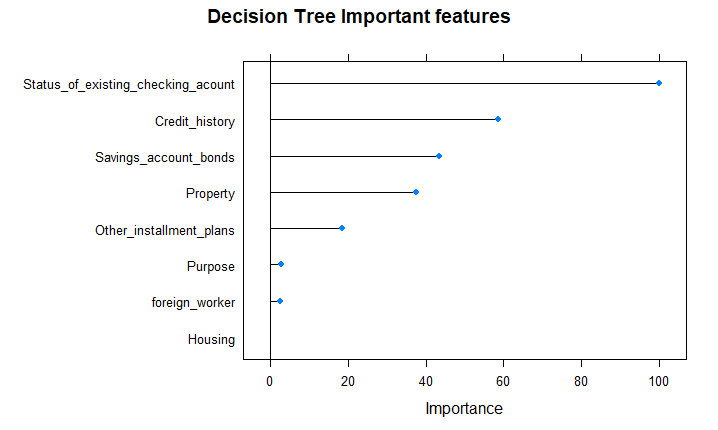 Decision Tree Important features
Status_of_existing_checking_acount
Credit_history
Savings_account_bonds
Property
Other_installment_plans
Purpose
foreign_worker
Housing
0 20 40 60 80 100
Importance